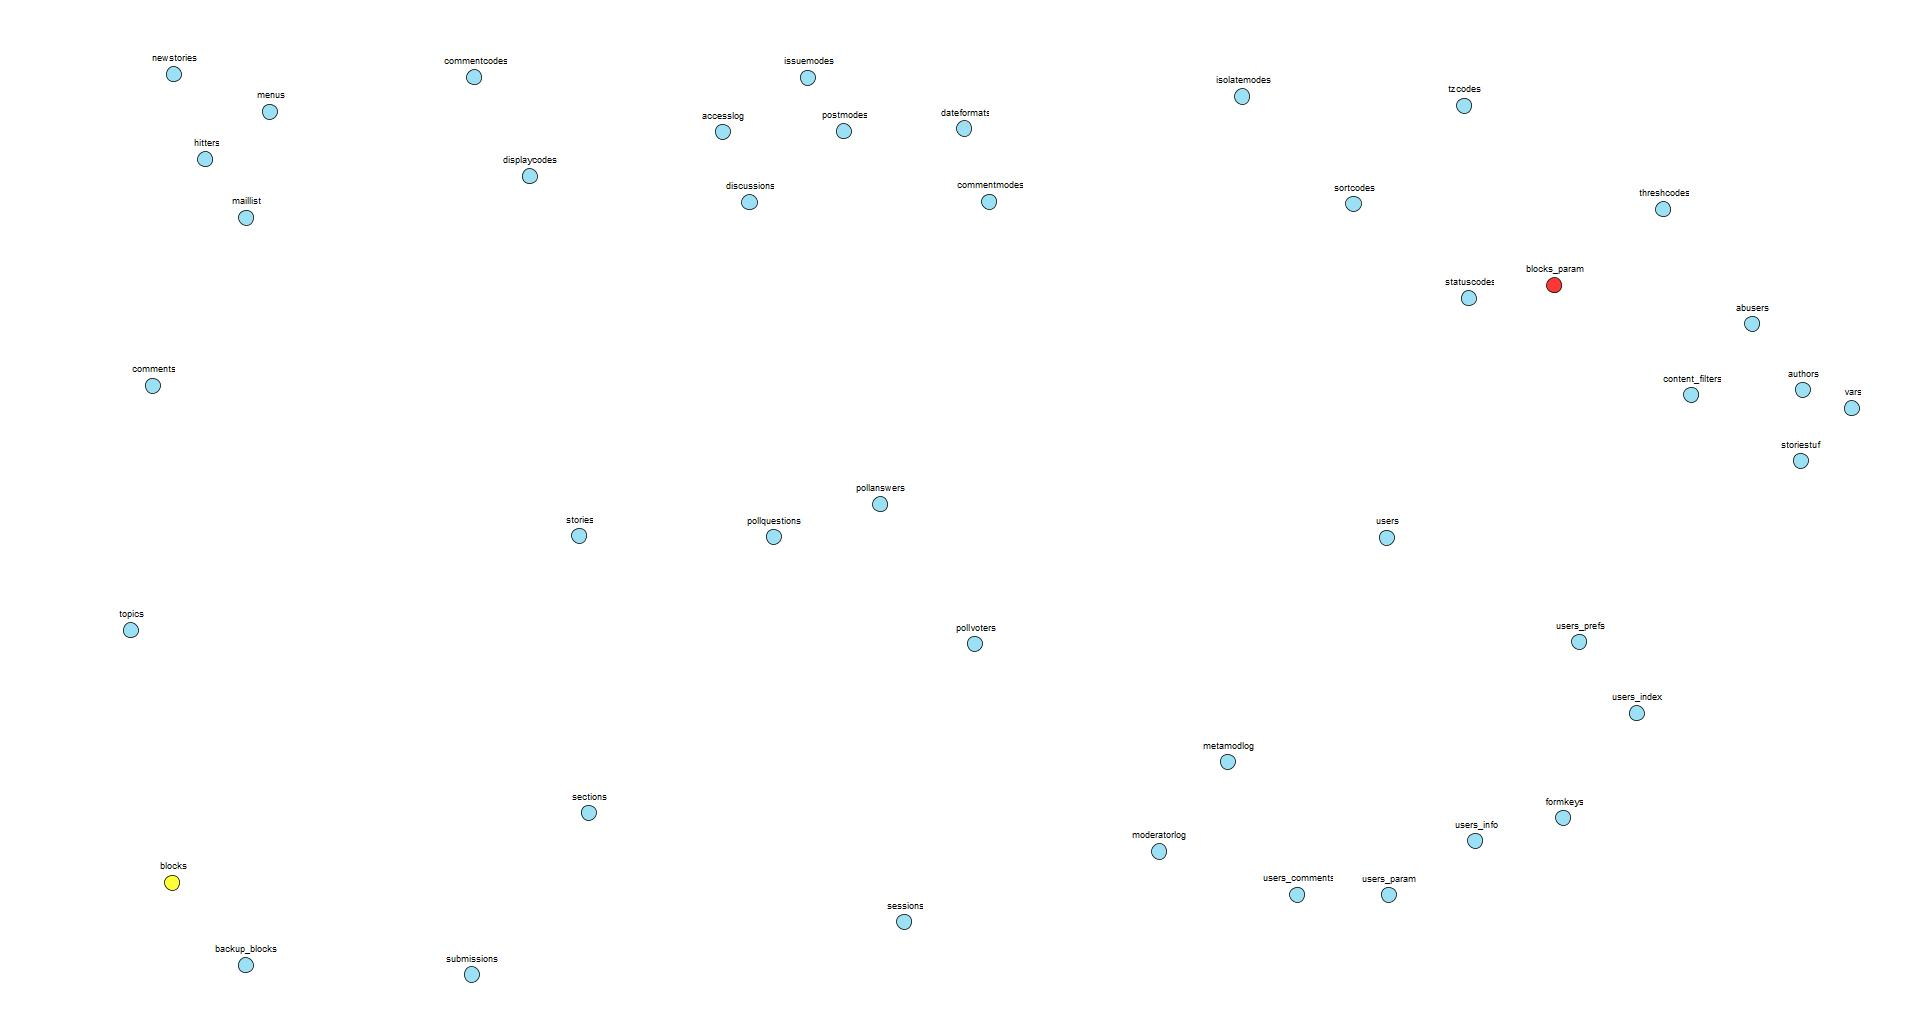 newstories
commentcodes
issuemodes
isolatemodes
tzcodes
menus
accesslog
postmodes
dateformats
hitters
displaycodes
discussions
commentmodes
sortcodes
threshcodes
maillist
blocks_param
statuscodes
abusers
comments
content_filters
authors
vars
storiestuf
pollanswers
stories
pollquestions
users
topics
pollvoters
users_prefs
users_index
metamodlog
sections
formkeys
users_info
moderatorlog
blocks
users_comments
users_param
sessions
backup_blocks
submissions